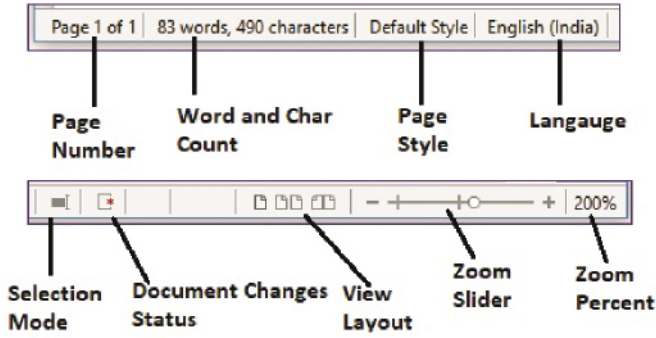 Page 1 of 1 83 words, 490 characters Default Style English (India)
Page Number
Word and Char Count
Page Style
Langauge
200%
Selection Mode
Document Changes Status
View Layout
Zoom Slider
Zoom Percent